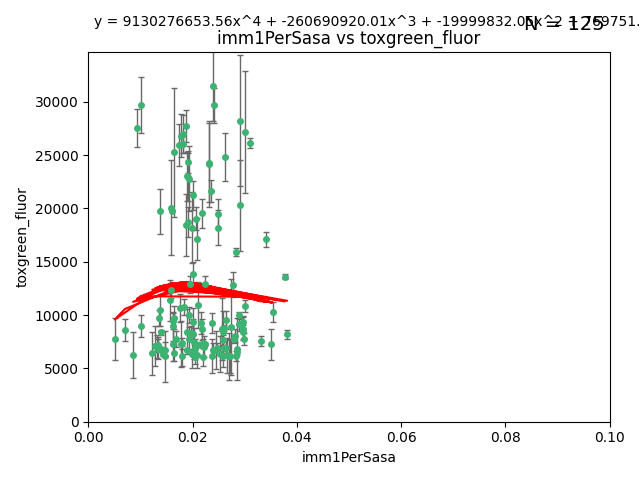 y = 9130276653.56x^4 + -260690920.01x^3 + -19999832.05x^2 + 769751.
N = 125
imm1PerSasa vs toxgreen_fluor
toxgreen_fluor
30000
25000
20000
15000
10000
5000
0
0.00 0.02 0.04 0.06 0.08 0.10
imm1PerSasa